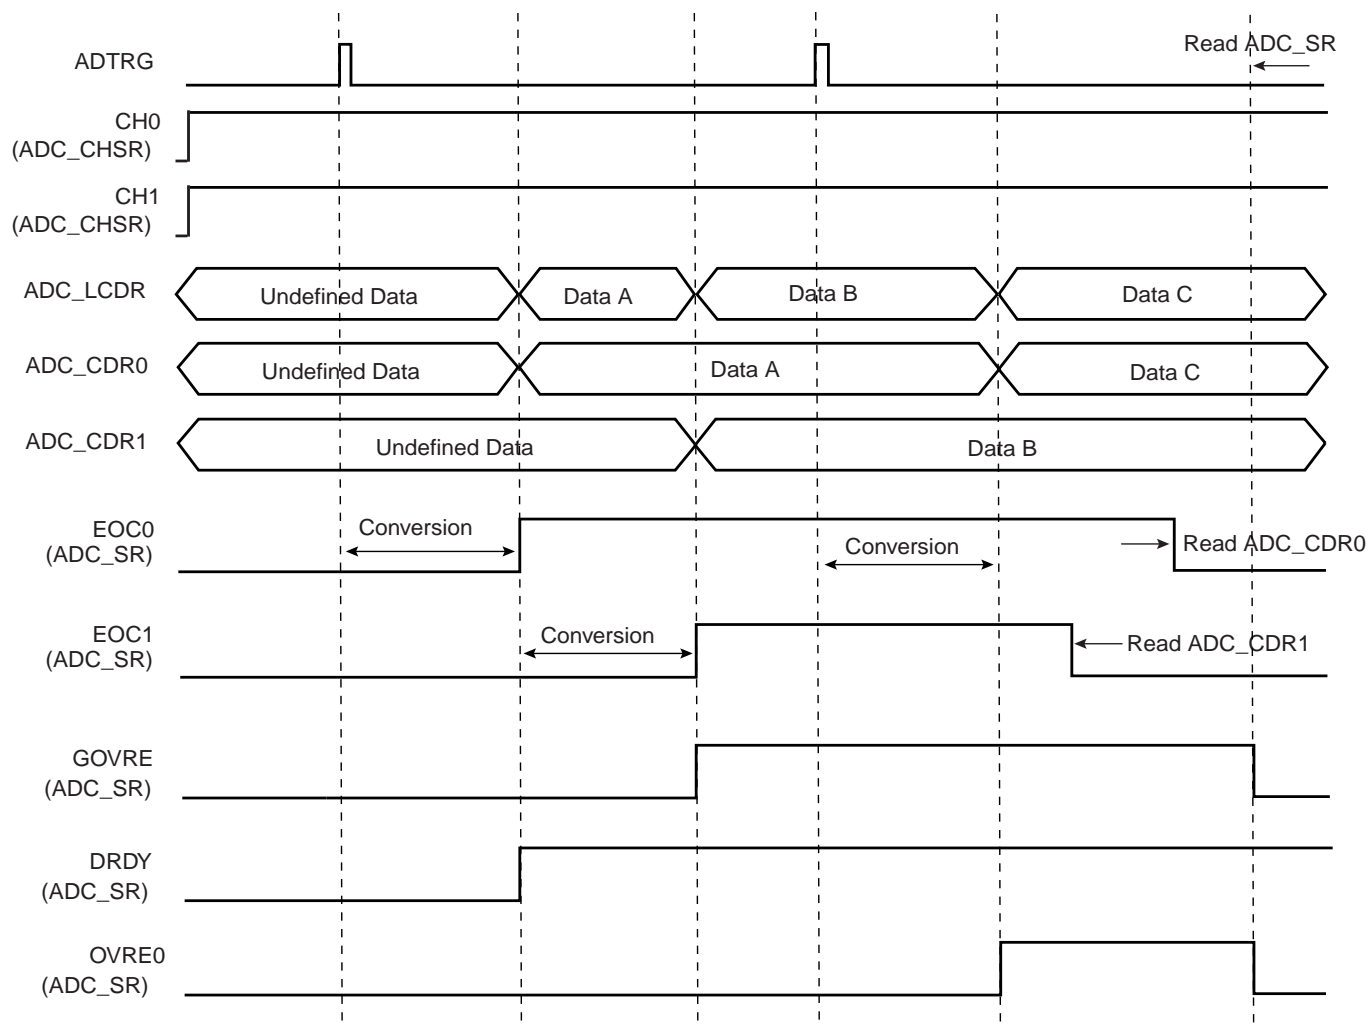 Read ADC_SR
ADTRG
CH0
(ADC_CHSR)
CH1
(ADC_CHSR)
ADC_LCDR
Undefined Data
Data A
Data B
Data C
ADC_CDR0
Undefined Data
Data A
Data C
ADC_CDR1
Undefined Data
Data B
EOC0
(ADC_SR)
Conversion
Conversion
Read ADC_CDR0
EOC1
(ADC_SR)
Conversion
Read ADC_CDR1
GOVRE
(ADC_SR)
DRDY
(ADC_SR)
OVRE0
(ADC_SR)